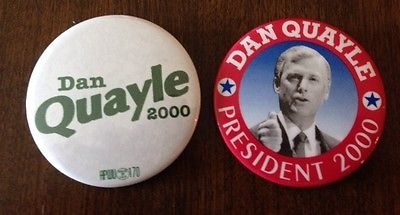 Dan
Quayle
2000
DAN QUAYLE
PRESIDENT 2000